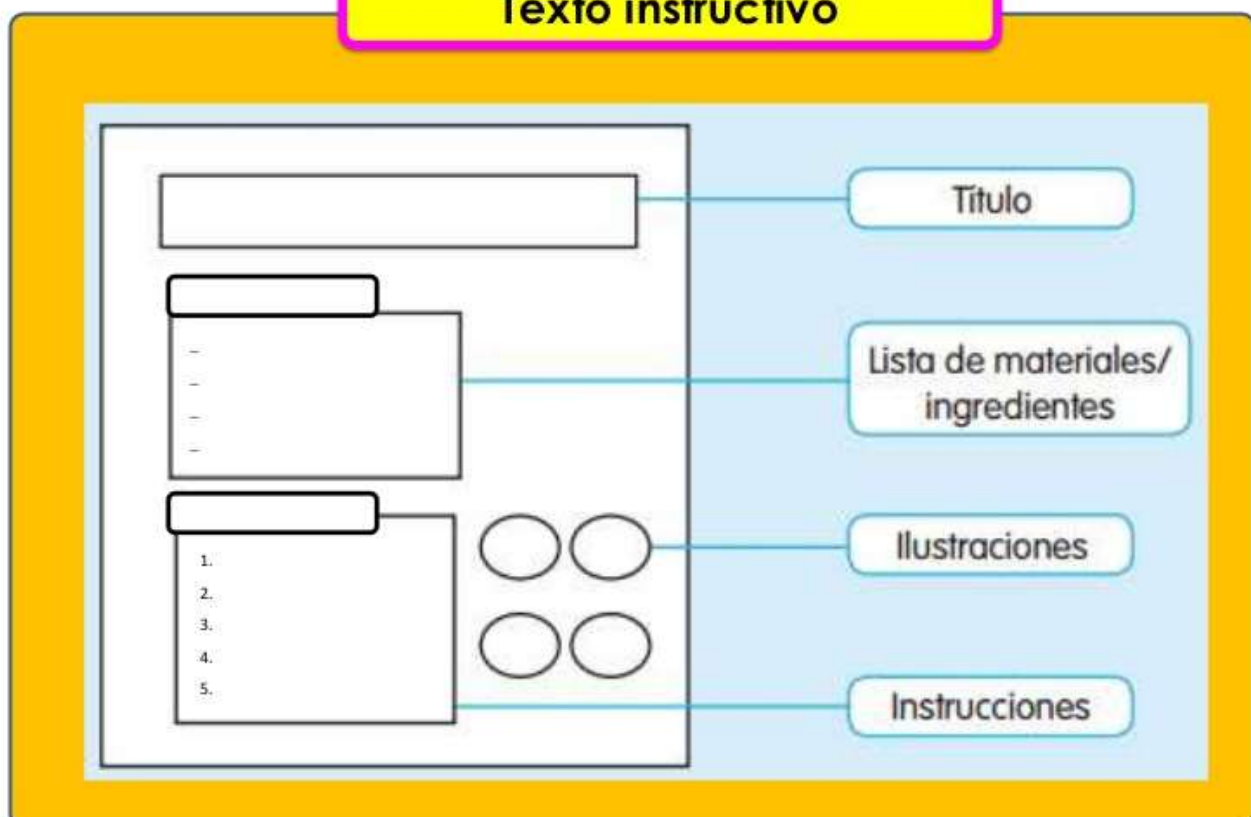 Texto instructivo
Título
–
–
–
–
Lista de materiales/
ingredientes
1.
2.
3.
4.
5.
Ilustraciones
Instrucciones